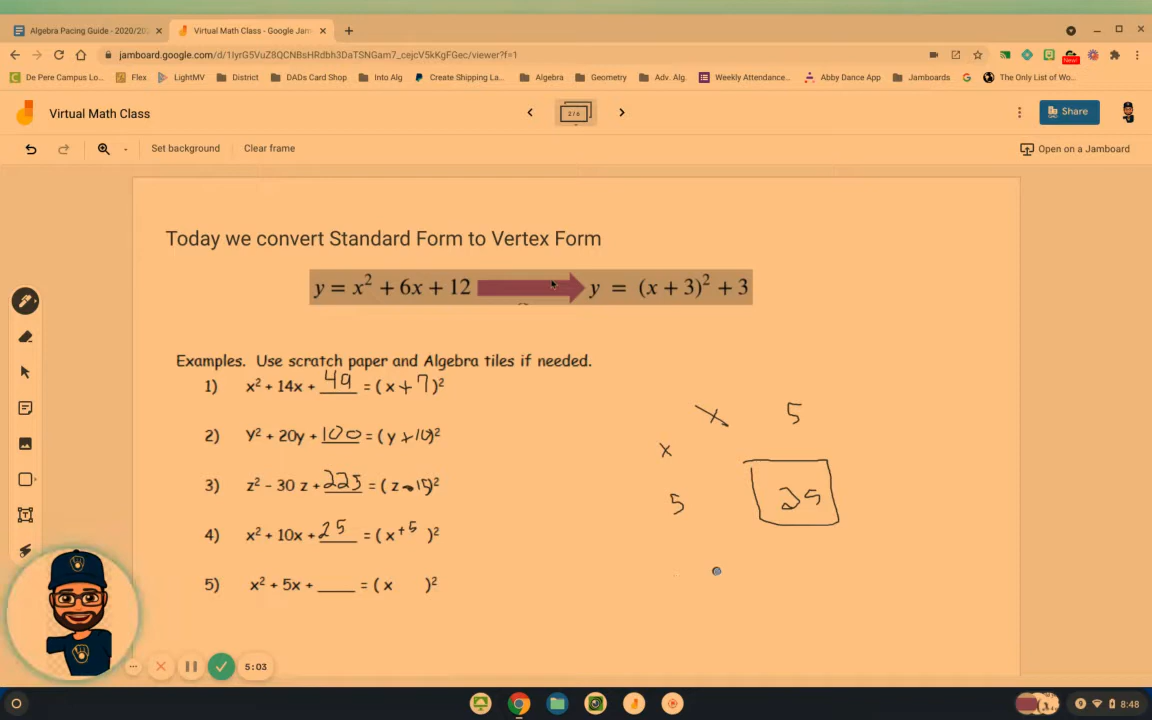 Algebra Pacing Guide - 2020/20
Virtual Math Class - Google Jam
jamboard.google.com/d/1IyrG5VuZ8QCNBsHRdbh3DaTSNGam7_cejcV5kKgFGec/viewer?f=1
De Pere Campus Lo... Flex LightMV District DADs Card Shop Into Alg Create Shipping La... Algebra Geometry Adv. Alg. Weekly Attendance... Abby Dance App Jamboards The Only List of Wo...
New!
Virtual Math Class
2/6
Share
Set background
Clear frame
Open on a Jamboard
Today we convert Standard Form to Vertex Form
y = x² + 6x + 12 y = (x + 3)² + 3
Examples. Use scratch paper and Algebra tiles if needed.
1) x² + 14x + 49 = ( x + 7 )²
2) Y² + 20y + 100 = ( y + 10)²
3) z² - 30 z + 225 = ( z - 15)²
4) x² + 10x + 25 = ( x + 5 )²
5) x² + 5x + ____ = ( x )²
x 5
x
5 25
5:03
8:48